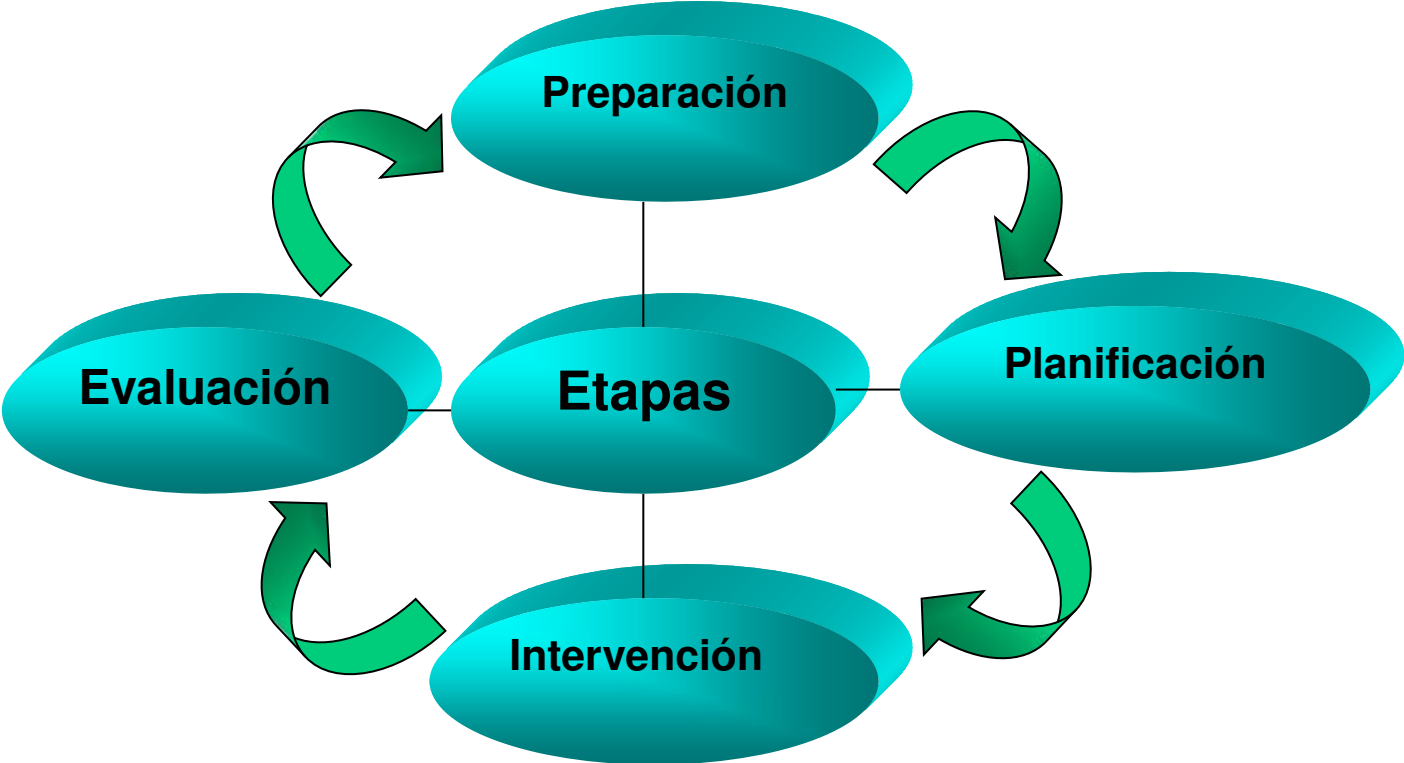 Preparación
Evaluación
Etapas
Planificación
Intervención